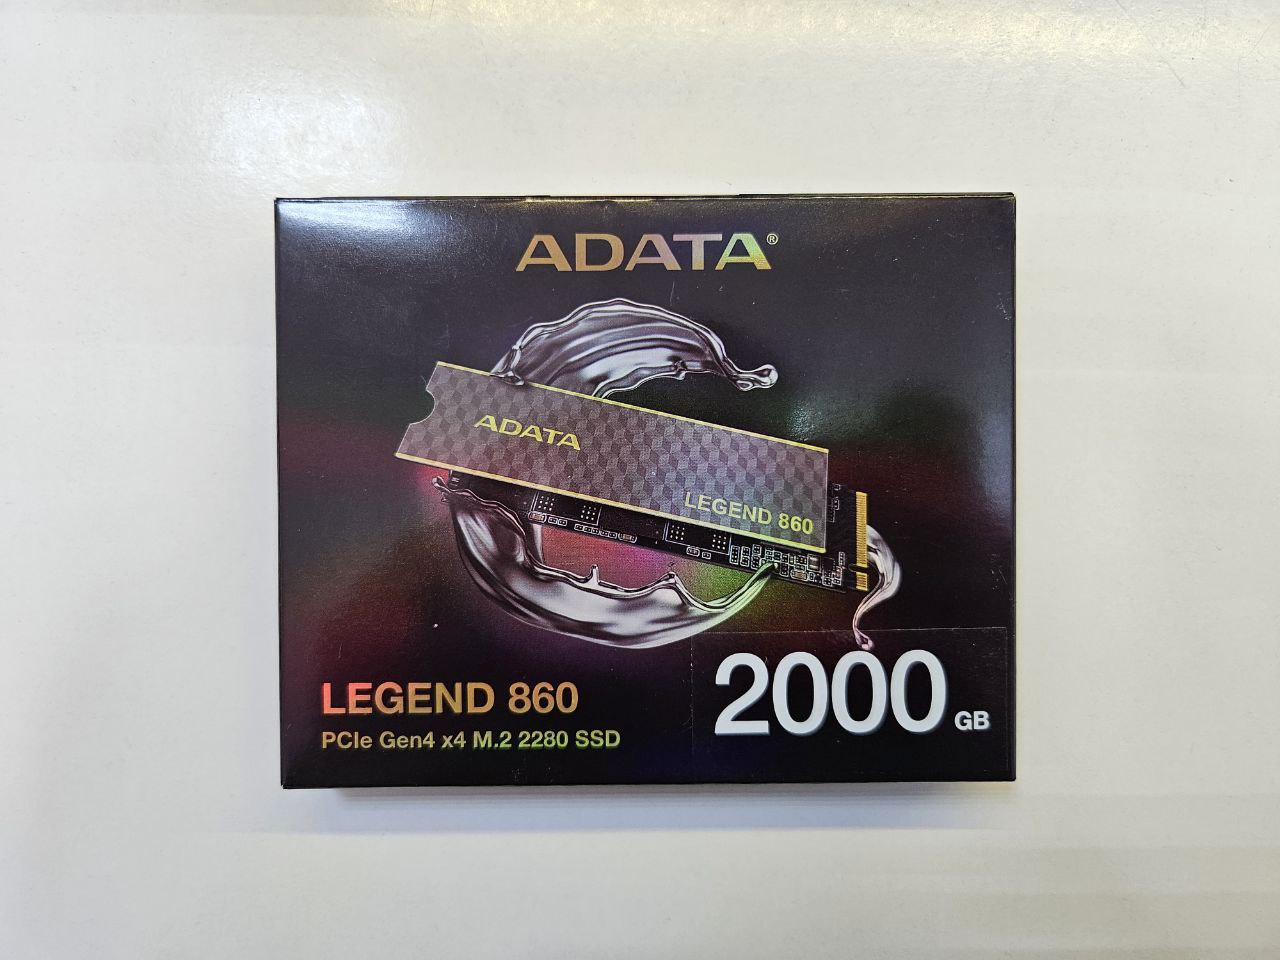 ADATA®
ADATA
LEGEND 860
LEGEND 860
PCIe Gen4 x4 M.2 2280 SSD
2000 GB